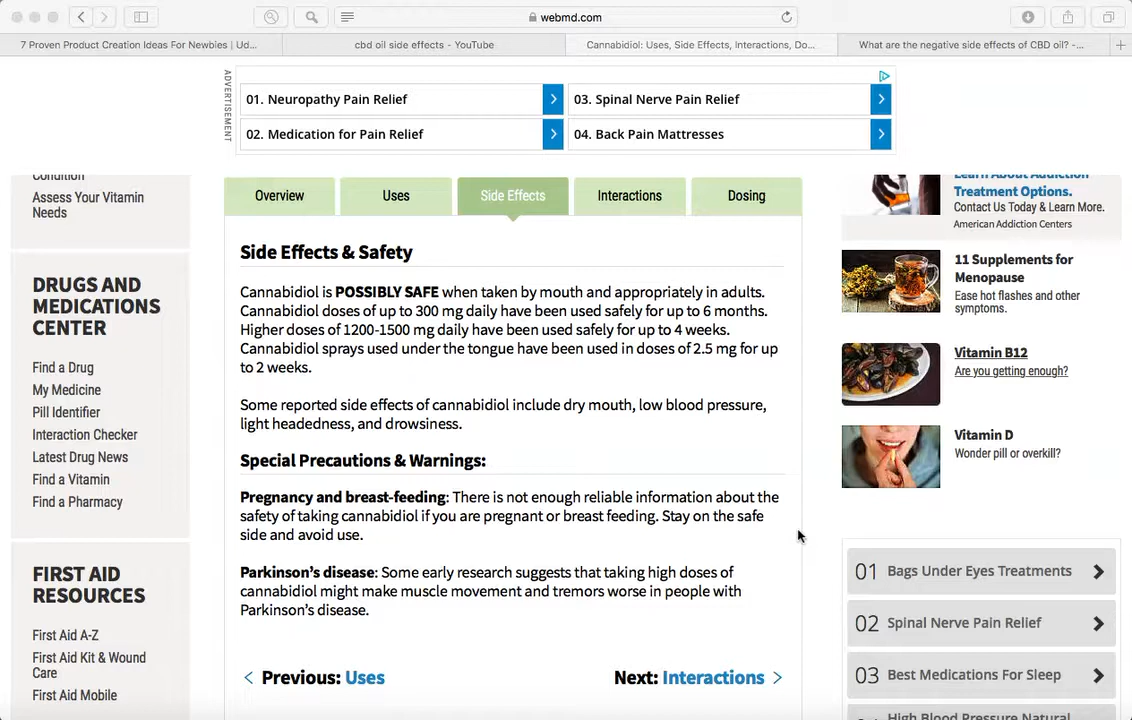 webmd.com
7 Proven Product Creation Ideas For Newbies | Ud...
cbd oil side effects - YouTube
Cannabidiol: Uses, Side Effects, Interactions, Do...
What are the negative side effects of CBD oil? -...
ADVERTISEMENT
01. Neuropathy Pain Relief
03. Spinal Nerve Pain Relief
02. Medication for Pain Relief
04. Back Pain Mattresses
Condition
Assess Your Vitamin
Needs
DRUGS AND
MEDICATIONS
CENTER
Find a Drug
My Medicine
Pill Identifier
Interaction Checker
Latest Drug News
Find a Vitamin
Find a Pharmacy
FIRST AID
RESOURCES
First Aid A-Z
First Aid Kit & Wound
Care
First Aid Mobile
Overview
Uses
Side Effects
Interactions
Dosing
Side Effects & Safety
Cannabidiol is POSSIBLY SAFE when taken by mouth and appropriately in adults.
Cannabidiol doses of up to 300 mg daily have been used safely for up to 6 months.
Higher doses of 1200-1500 mg daily have been used safely for up to 4 weeks.
Cannabidiol sprays used under the tongue have been used in doses of 2.5 mg for up
to 2 weeks.
Some reported side effects of cannabidiol include dry mouth, low blood pressure,
light headedness, and drowsiness.
Special Precautions & Warnings:
Pregnancy and breast-feeding: There is not enough reliable information about the
safety of taking cannabidiol if you are pregnant or breast feeding. Stay on the safe
side and avoid use.
Parkinson's disease: Some early research suggests that taking high doses of
cannabidiol might make muscle movement and tremors worse in people with
Parkinson's disease.
Previous: Uses
Next: Interactions
Learn About Addiction
Treatment Options.
Contact Us Today & Learn More.
American Addiction Centers
11 Supplements for
Menopause
Ease hot flashes and other
symptoms.
Vitamin B12
Are you getting enough?
Vitamin D
Wonder pill or overkill?
01 Bags Under Eyes Treatments
02 Spinal Nerve Pain Relief
03 Best Medications For Sleep
High Blood Pressure Natural